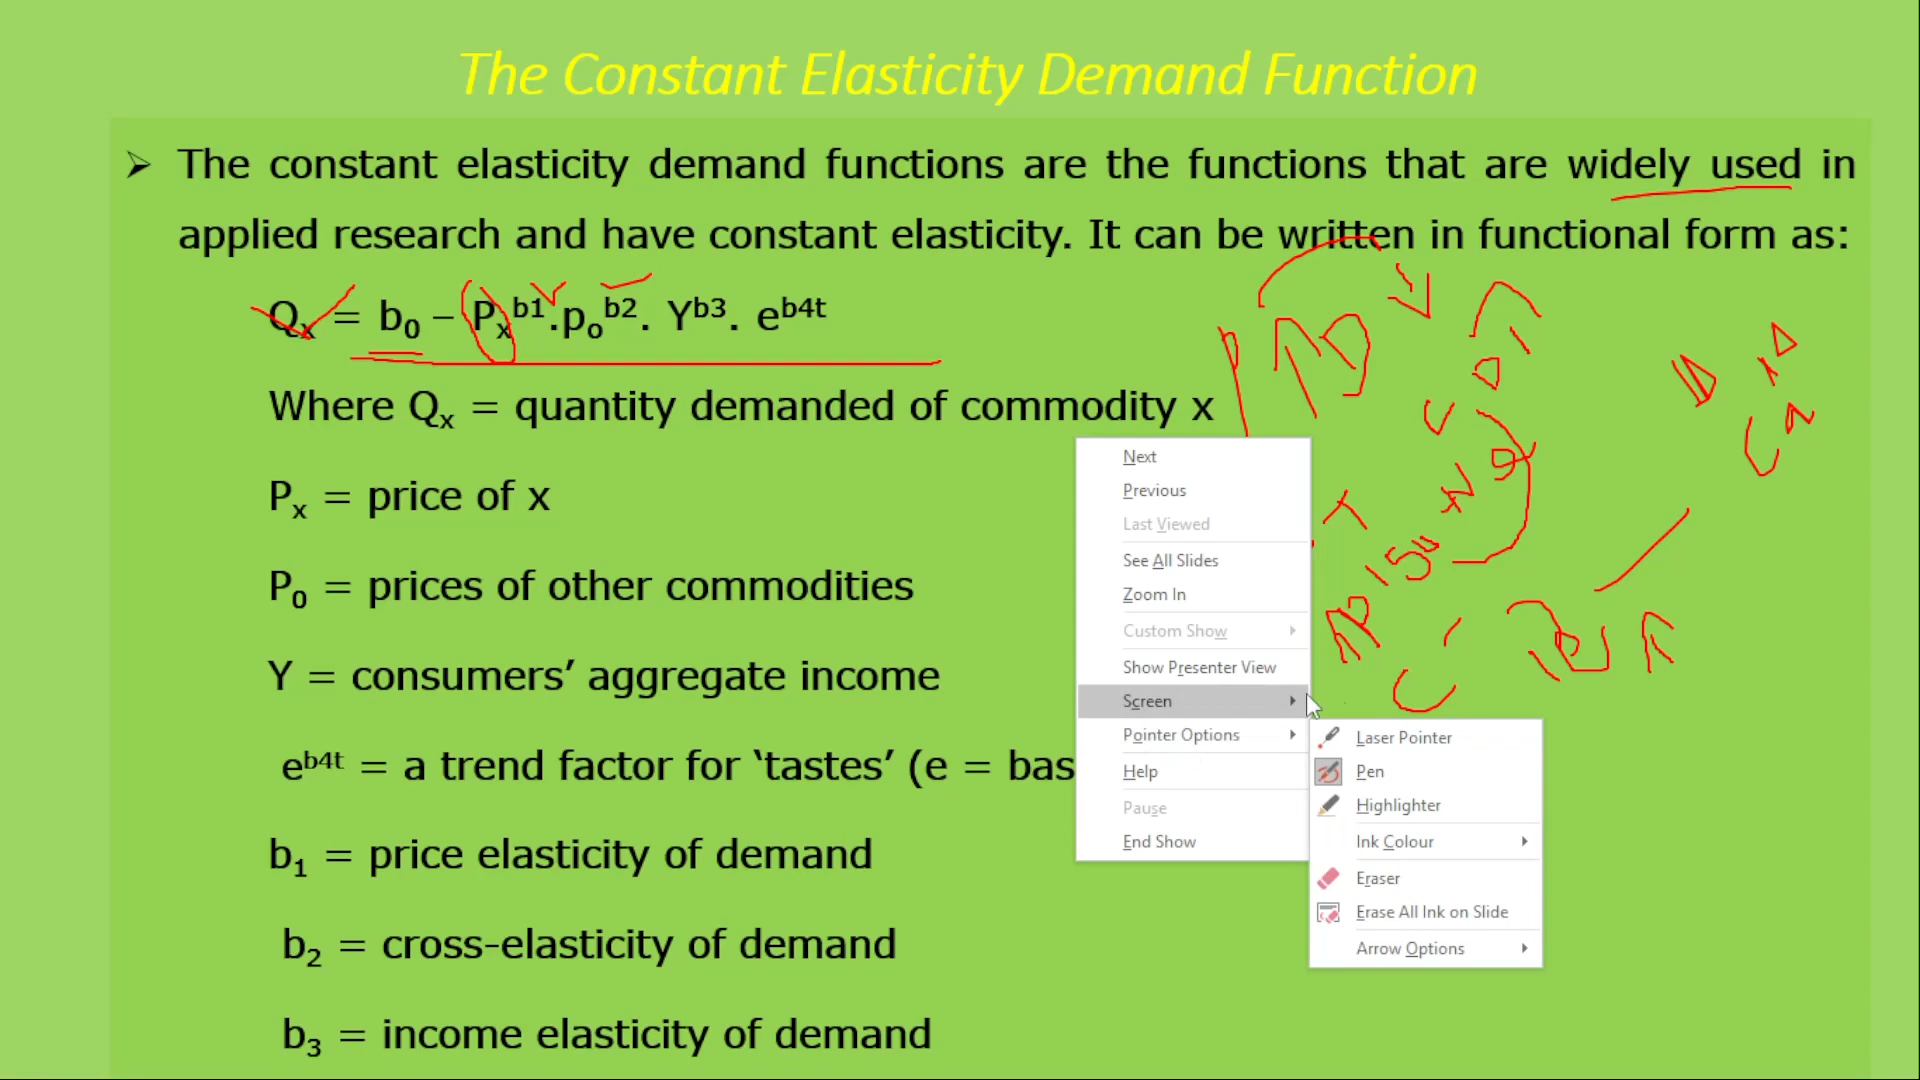 The Constant Elasticity Demand Function
➢ The constant elasticity demand functions are the functions that are widely used in
applied research and have constant elasticity. It can be written in functional form as:
Qₓ = b₀ – Pₓᵇ¹.pₒᵇ². Yᵇ³. eᵇ⁴ᵗ
Where Qₓ = quantity demanded of commodity x
Pₓ = price of x
P₀ = prices of other commodities
Y = consumers’ aggregate income
eᵇ⁴ᵗ = a trend factor for ‘tastes’ (e = bas
b₁ = price elasticity of demand
b₂ = cross-elasticity of demand
b₃ = income elasticity of demand
Next
Previous
Last Viewed
See All Slides
Zoom In
Custom Show
Show Presenter View
Screen
Pointer Options
Help
Pause
End Show
Laser Pointer
Pen
Highlighter
Ink Colour
Eraser
Erase All Ink on Slide
Arrow Options